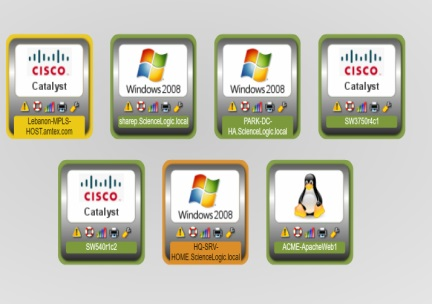 CISCO
Catalyst
Lebanon-MPLS-
HOST.amtex.com
Windows 2008
sharep.ScienceLogic.local
Windows 2008
PARK-DC-
HA.ScienceLogic.local
CISCO
Catalyst
SW3750r4c1
CISCO
Catalyst
SW540r1c2
Windows 2008
HQ-SRV-
HOME.ScienceLogic.local
ACME-ApacheWeb1